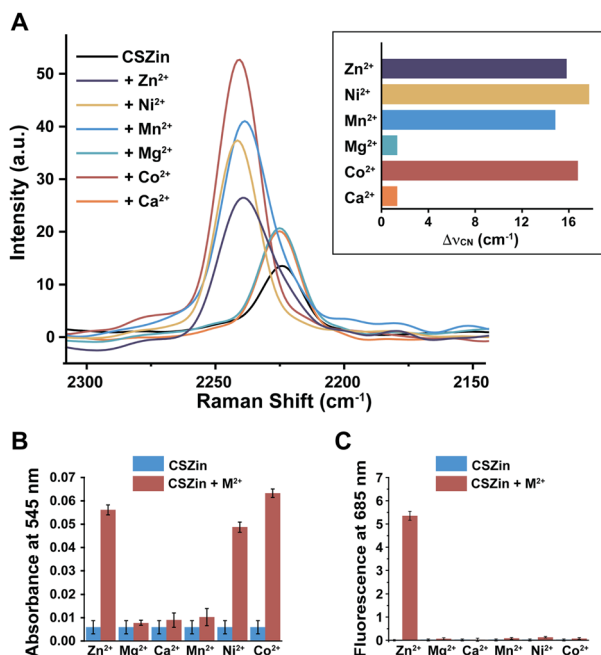 A
CSZin
+ Zn²⁺
+ Ni²⁺
+ Mn²⁺
+ Mg²⁺
+ Co²⁺
+ Ca²⁺
Intensity (a.u.)
50
40
30
20
10
0
2300
2250
2200
2150
Raman Shift (cm⁻¹)
Zn²⁺
Ni²⁺
Mn²⁺
Mg²⁺
Co²⁺
Ca²⁺
0
4
8
12
16
Δν_CN (cm⁻¹)
B
CSZin
CSZin + M²⁺
Absorbance at 545 nm
0.07
0.06
0.05
0.04
0.03
0.02
0.01
0.00
Zn²⁺ Mg²⁺ Ca²⁺ Mn²⁺ Ni²⁺ Co²⁺
C
CSZin
CSZin + M²⁺
Fluorescence at 685 nm
7
6
5
4
3
2
1
0
Zn²⁺ Mg²⁺ Ca²⁺ Mn²⁺ Ni²⁺ Co²⁺